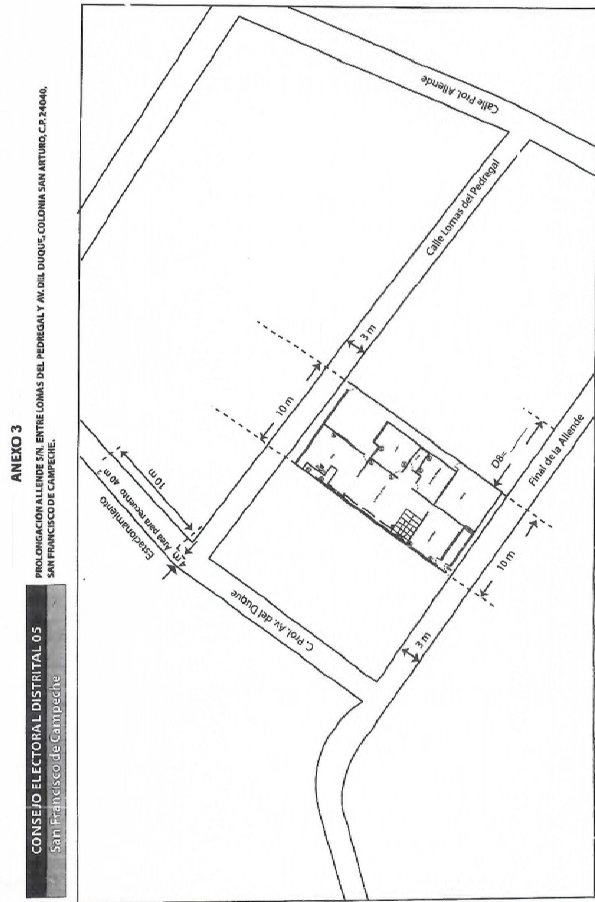 ANEXO 3
CONSEJO ELECTORAL DISTRITAL 05
San Francisco de Campeche
PROLONGACION ALLENDE S/N, ENTRE LOMAS DEL PEDREGAL Y AV. DEL DUQUE, COLONIA SAN ARTURO, C.P. 24040,
SAN FRANCISCO DE CAMPECHE.
Calle Prol. Allende
Calle Lomas del Pedregal
3 m
10 m
Estacionamiento
Área para recuento 40 m
10 m
C. Prol. Av. del Duque
D8
Final de la Allende
10 m
3 m